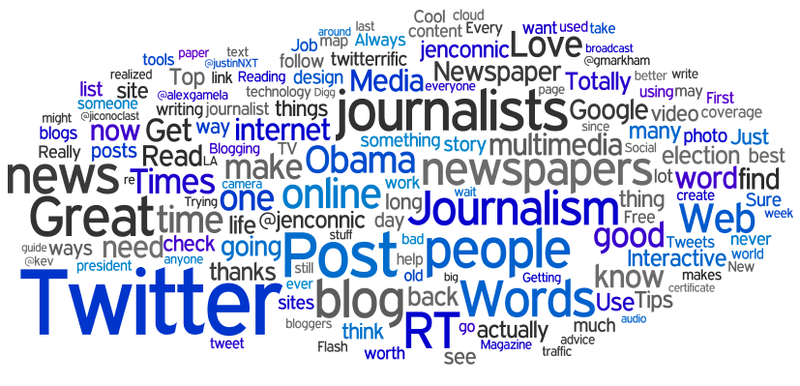 Cool cloud
around last content Every want used take
Job map Always jenconnic Love broadcast
tools paper text @justinNXT follow twitterrific @gmarkham
realized Top link Reading design Media Newspaper Totally better write
list site @alexgamela technology Digg everyone page using may First
someone writing journalist things journalists Google video coverage
might @jiconoclast now Get way internet since many photo Just
blogs Really posts Read LA Blogging TV something story multimedia Social election best
news re Times make Obama newspapers lot word find
camera one online work wait thing create Sure
Great Trying time life @jenconnic long day Journalism Free Web week
guide ways need check going stuff Post bad people good Tweets never
@kev president anyone thanks still help old big Getting know Interactive world New
Twitter ever sites blog back Words Use makes Tips certificate
bloggers think RT go actually much audio
tweet Flash worth see Magazine traffic advice